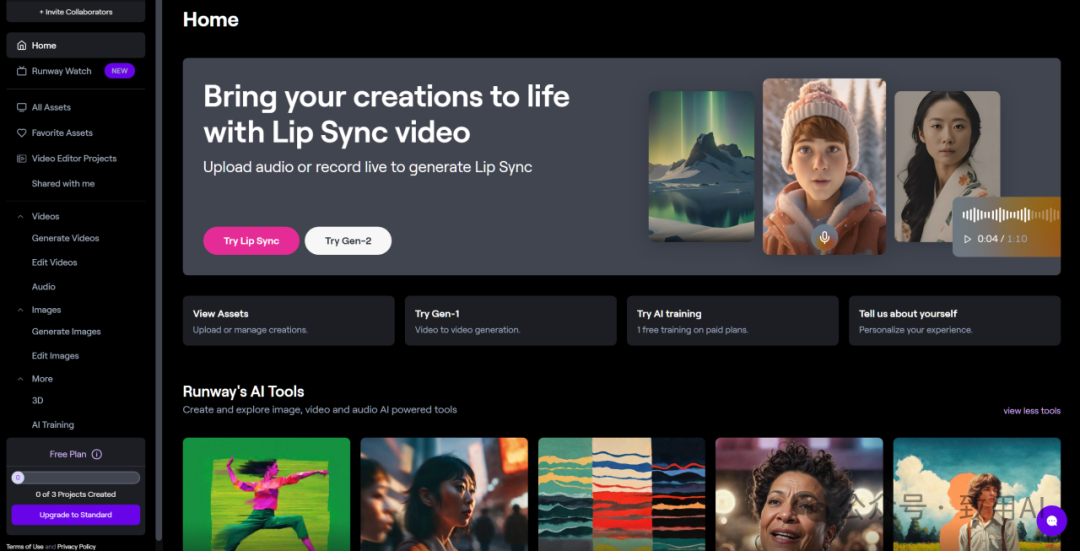 + Invite Collaborators
Home
Runway Watch NEW
All Assets
Favorite Assets
Video Editor Projects
Shared with me
Videos
Generate Videos
Edit Videos
Audio
Images
Generate Images
Edit Images
More
3D
AI Training
Free Plan
0
0 of 3 Projects Created
Upgrade to Standard
Terms of Use and Privacy Policy
Home
Bring your creations to life
with Lip Sync video
Upload audio or record live to generate Lip Sync
Try Lip Sync
Try Gen-2
0:04 / 1:10
View Assets
Upload or manage creations.
Try Gen-1
Video to video generation.
Try AI training
1 free training on paid plans.
Tell us about yourself
Personalize your experience.
Runway's AI Tools
Create and explore image, video and audio AI powered tools
view less tools
公众号 · 致用AI